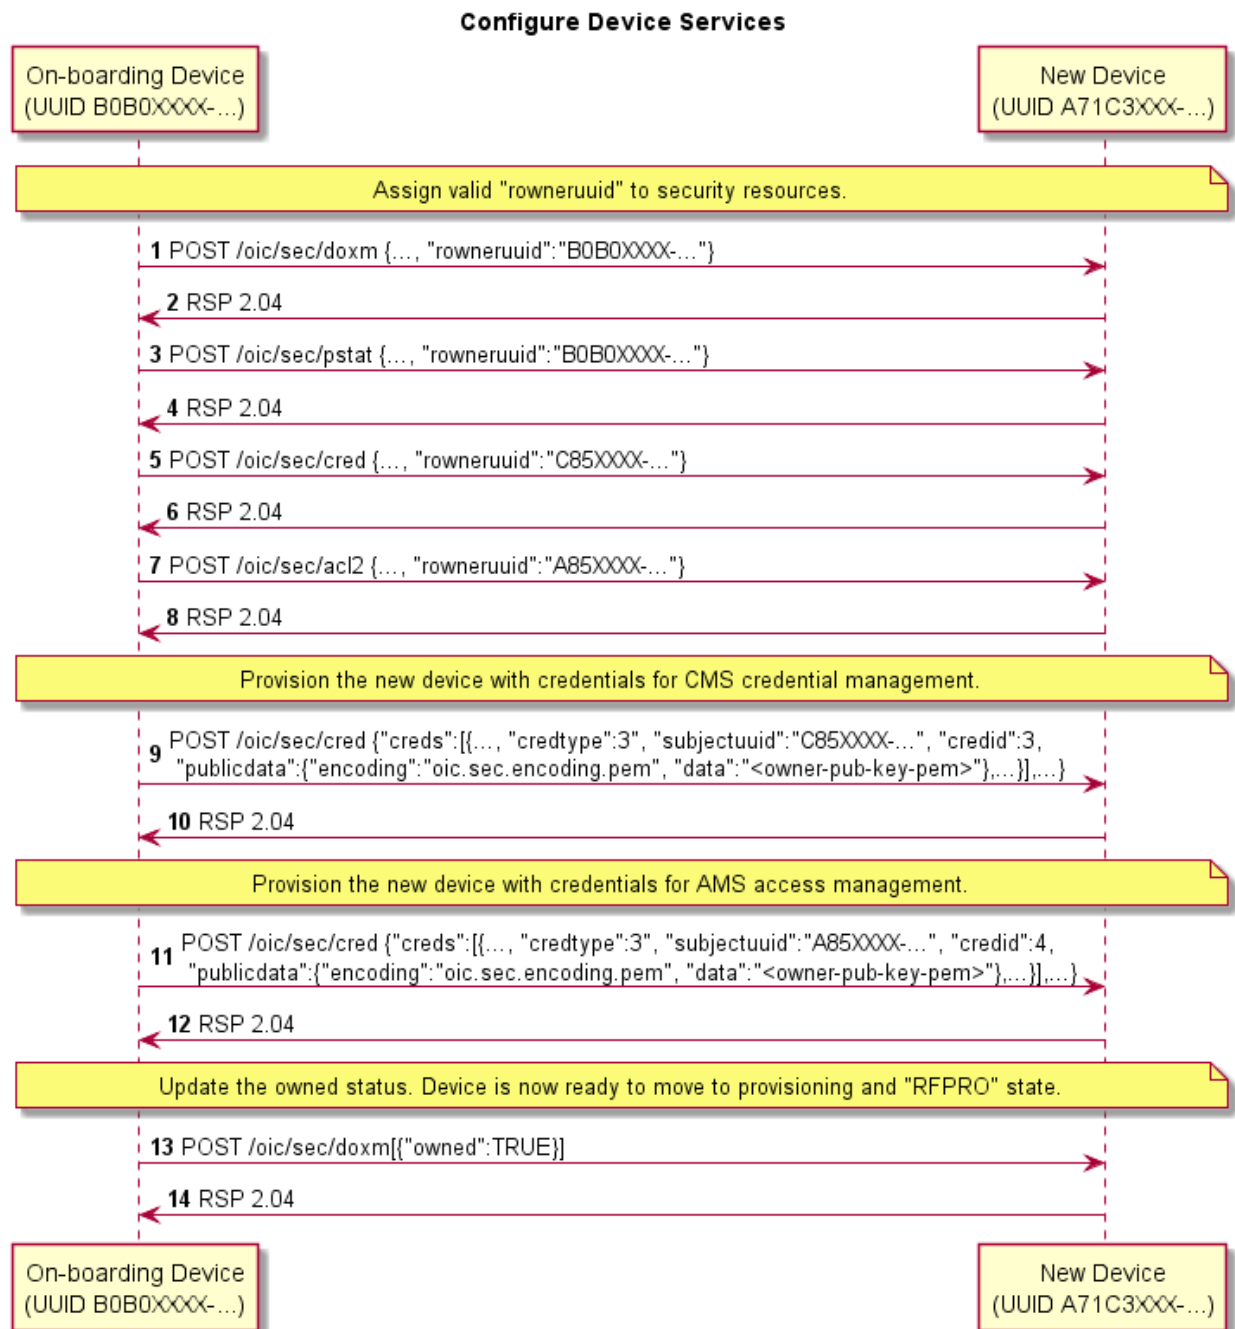 Configure Device Services
On-boarding Device
(UUID B0B0XXXX-...)
New Device
(UUID A71C3XXX-...)
Assign valid "rowneruuid" to security resources.
1 POST /oic/sec/doxm {..., "rowneruuid":"B0B0XXXX-..."}
2 RSP 2.04
3 POST /oic/sec/pstat {..., "rowneruuid":"B0B0XXXX-..."}
4 RSP 2.04
5 POST /oic/sec/cred {..., "rowneruuid":"C85XXXX-..."}
6 RSP 2.04
7 POST /oic/sec/acl2 {..., "rowneruuid":"A85XXXX-..."}
8 RSP 2.04
Provision the new device with credentials for CMS credential management.
9 POST /oic/sec/cred {"creds":[{..., "credtype":3", "subjectuuid":"C85XXXX-...", "credid":3,
"publicdata":{"encoding":"oic.sec.encoding.pem", "data":"<owner-pub-key-pem>"},...}],...}
10 RSP 2.04
Provision the new device with credentials for AMS access management.
11 POST /oic/sec/cred {"creds":[{..., "credtype":3", "subjectuuid":"A85XXXX-...", "credid":4,
"publicdata":{"encoding":"oic.sec.encoding.pem", "data":"<owner-pub-key-pem>"},...}],...}
12 RSP 2.04
Update the owned status. Device is now ready to move to provisioning and "RFPRO" state.
13 POST /oic/sec/doxm[{"owned":TRUE}]
14 RSP 2.04
On-boarding Device
(UUID B0B0XXXX-...)
New Device
(UUID A71C3XXX-...)